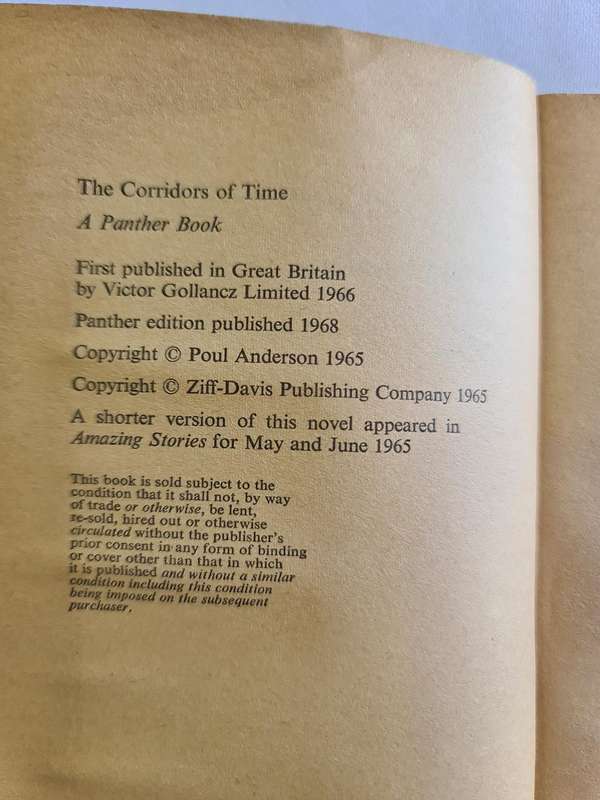 The Corridors of Time
A Panther Book
First published in Great Britain
by Victor Gollancz Limited 1966
Panther edition published 1968
Copyright © Poul Anderson 1965
Copyright © Ziff-Davis Publishing Company 1965
A shorter version of this novel appeared in
Amazing Stories for May and June 1965
This book is sold subject to the
condition that it shall not, by way
of trade or otherwise, be lent,
re-sold, hired out or otherwise
circulated without the publisher's
prior consent in any form of binding
or cover other than that in which
it is published and without a similar
condition including this condition
being imposed on the subsequent
purchaser.